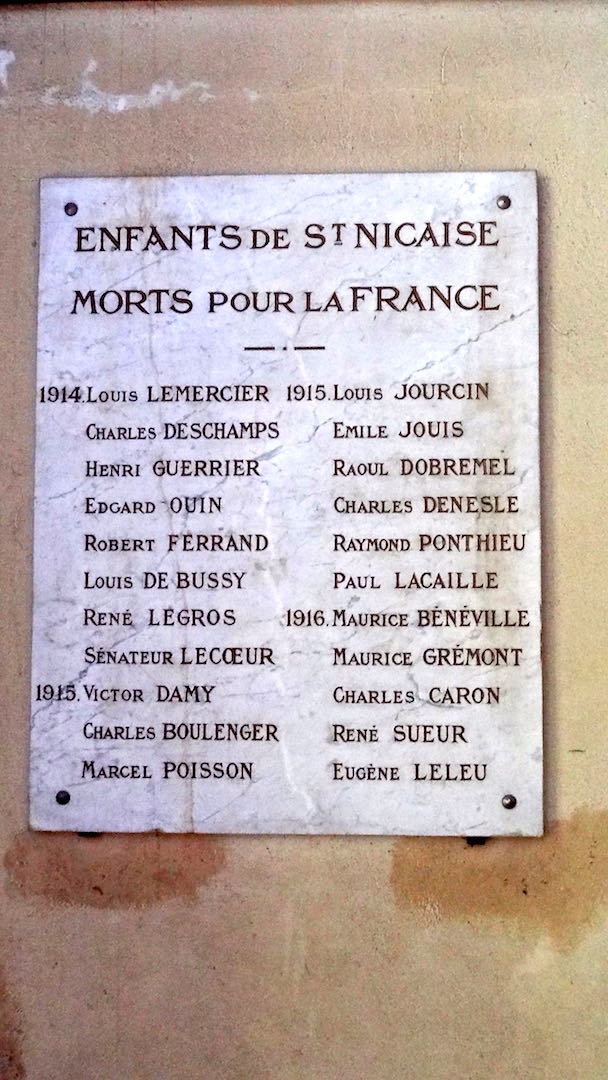 ENFANTS DE ST NICAISE
MORTS POUR LA FRANCE
1914. LOUIS LEMERCIER
CHARLES DESCHAMPS
HENRI GUERRIER
EDGARD OUIN
ROBERT FERRAND
LOUIS DE BUSSY
RENÉ LEGROS
SÉNATEUR LECŒUR
1915. VICTOR DAMY
CHARLES BOULENGER
MARCEL POISSON
1915. LOUIS JOURCIN
EMILE JOUIS
RAOUL DOBREMEL
CHARLES DENESLE
RAYMOND PONTHIEU
PAUL LACAILLE
1916. MAURICE BÉNÉVILLE
MAURICE GRÉMONT
CHARLES CARON
RENÉ SUEUR
EUGÈNE LELEU